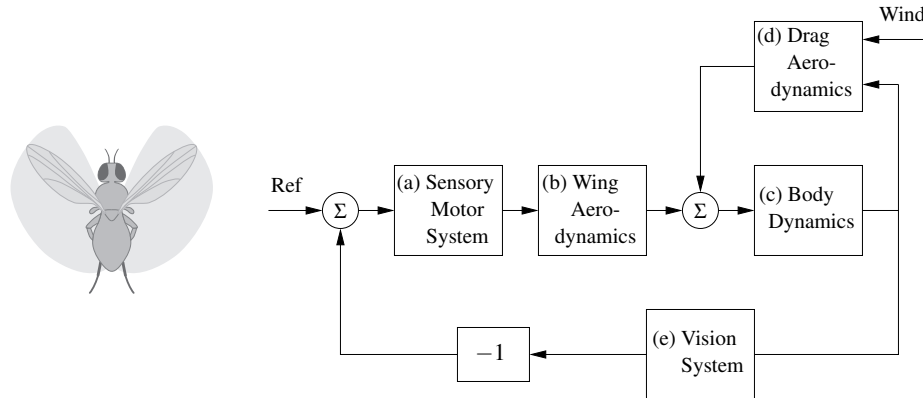 Wind
(d) Drag
Aero-
dynamics
Ref
Σ
(a) Sensory
Motor
System
(b) Wing
Aero-
dynamics
Σ
(c) Body
Dynamics
−1
(e) Vision
System